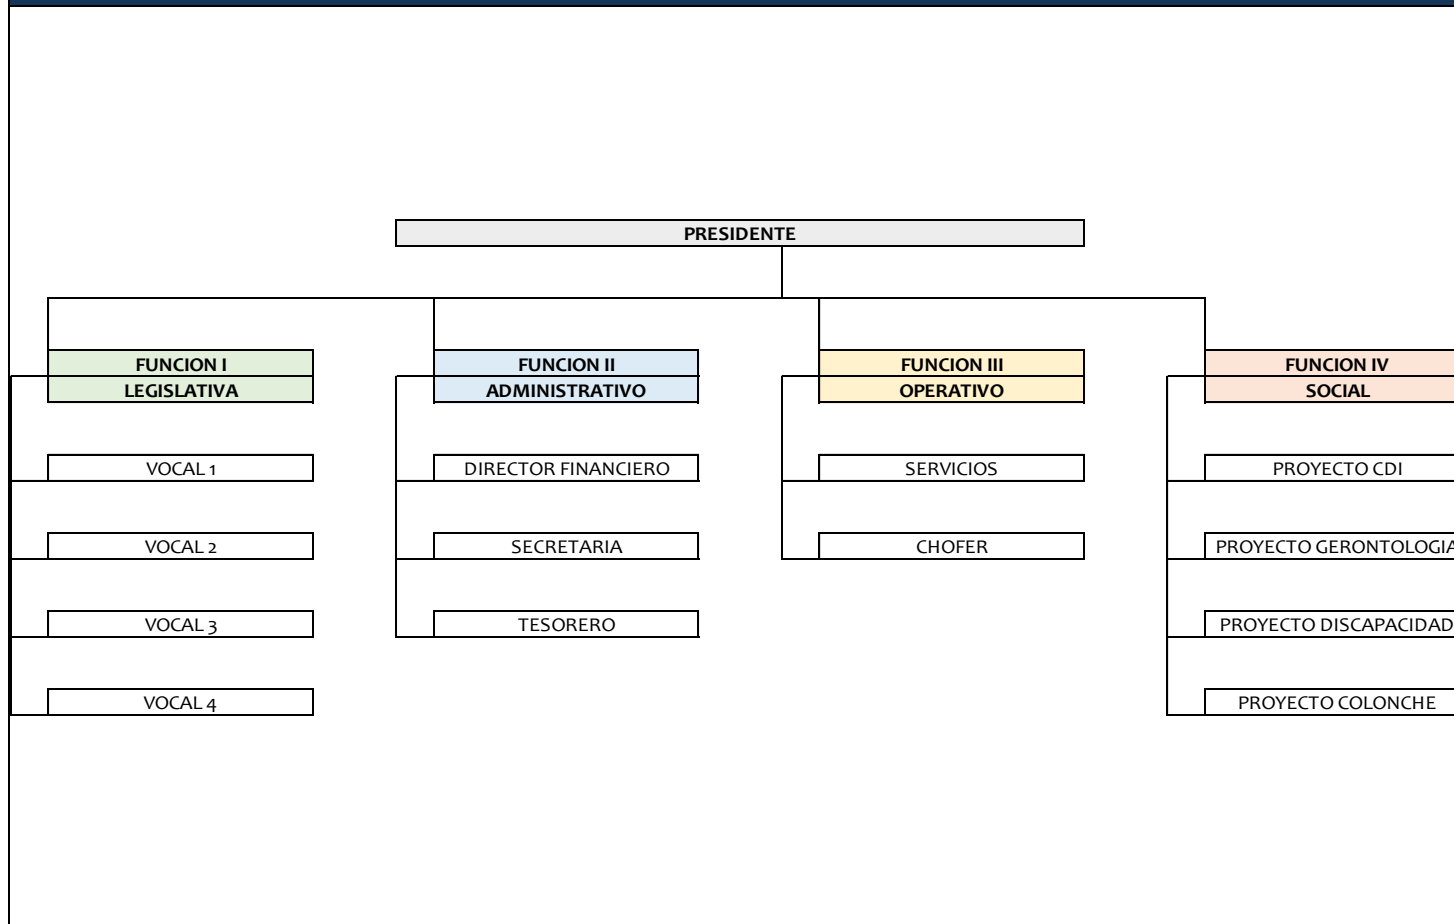 PRESIDENTE
FUNCION I
LEGISLATIVA
VOCAL 1
VOCAL 2
VOCAL 3
VOCAL 4
FUNCION II
ADMINISTRATIVO
DIRECTOR FINANCIERO
SECRETARIA
TESORERO
FUNCION III
OPERATIVO
SERVICIOS
CHOFER
FUNCION IV
SOCIAL
PROYECTO CDI
PROYECTO GERONTOLOGIA
PROYECTO DISCAPACIDAD
PROYECTO COLONCHE